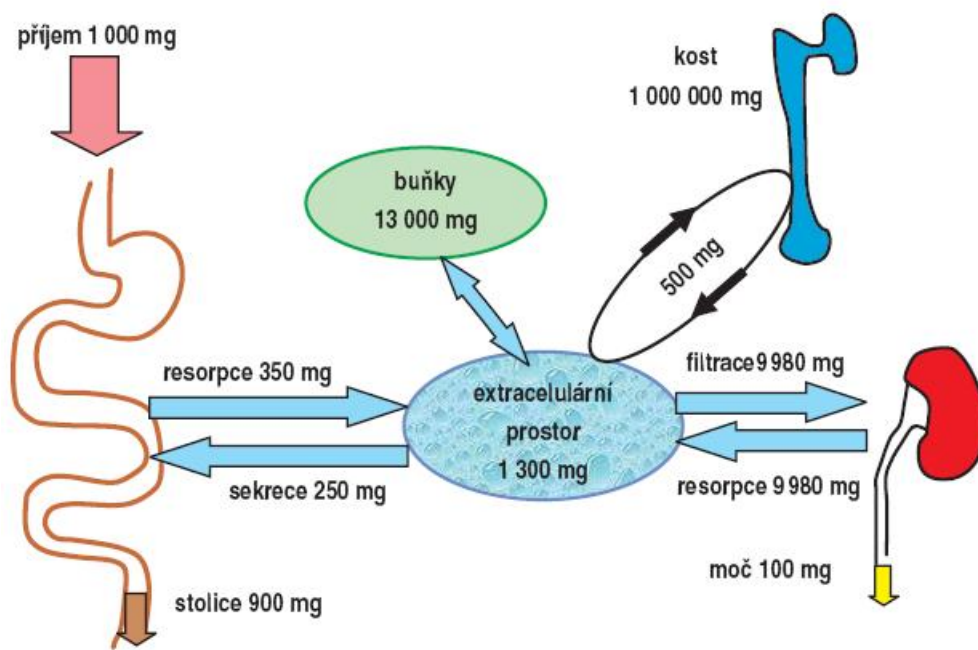 příjem 1 000 mg
kost
1 000 000 mg
buňky
13 000 mg
500 mg
resorpce 350 mg
sekrece 250 mg
extracelulární
prostor
1 300 mg
filtrace 9 980 mg
resorpce 9 980 mg
moč 100 mg
stolice 900 mg